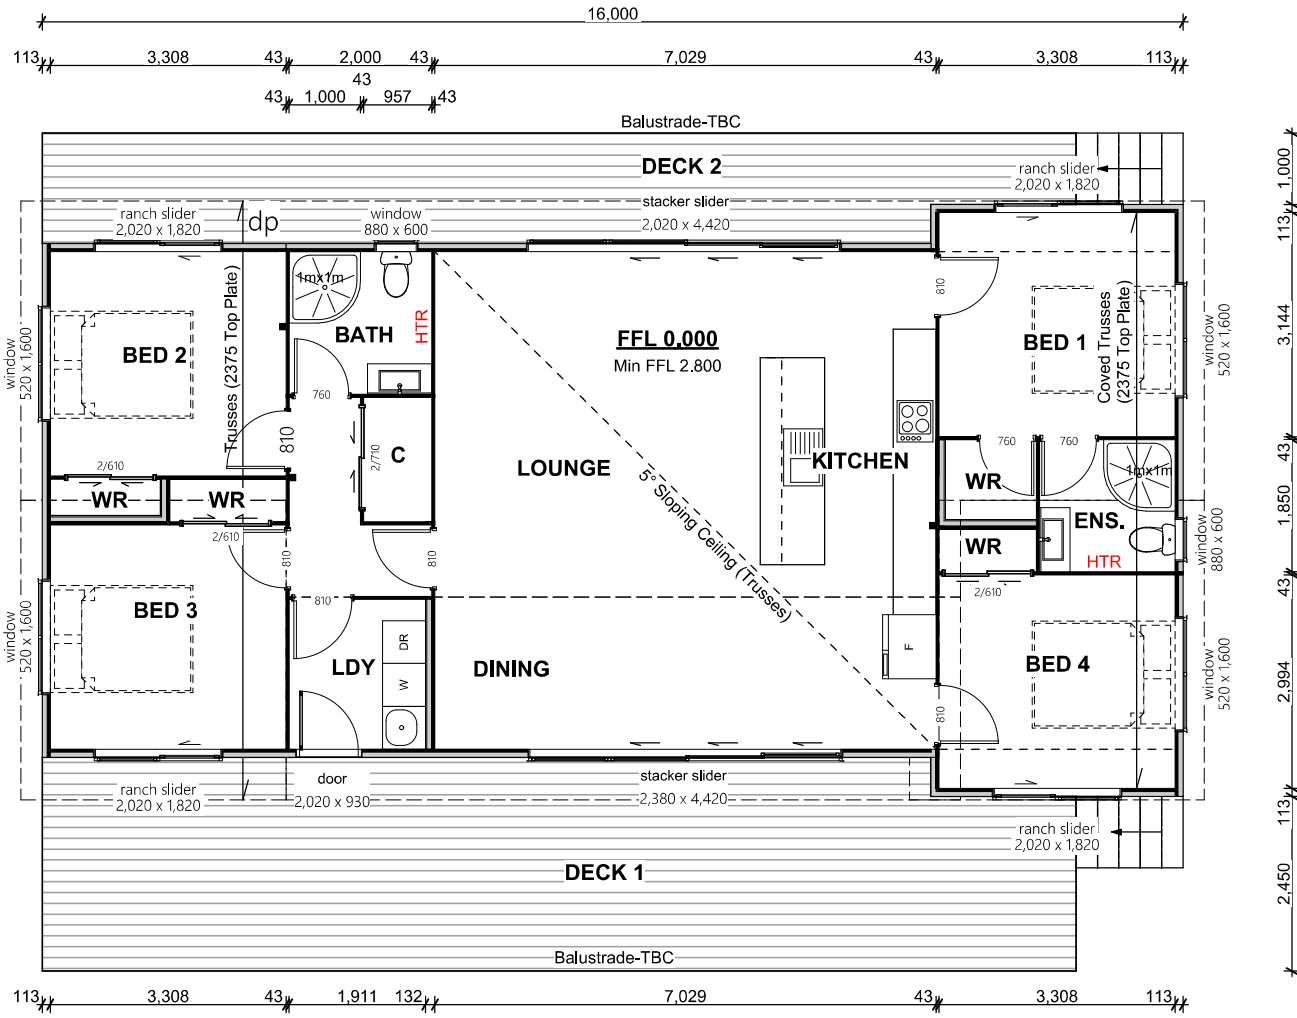 16,000
113 3,308 43 2,000 43 7,029 43 3,308 113
43
43 1,000 957 43
Balustrade-TBC
DECK 2
ranch slider
2,020 x 1,820
1,000
stacker slider
2,020 x 4,420
ranch slider
2,020 x 1,820
dp
window
880 x 600
113
1mx1m
BATH
HTR
BED 2
Trusses (2375 Top Plate)
window
520 x 1,600
FFL 0.000
Min FFL 2.800
810
BED 1
Coved Trusses
(2375 Top Plate)
window
520 x 1,600
3,144
760
810
2/710
C
LOUNGE
KITCHEN
760
760
43
2/610
WR
WR
WR
1mx1m
1,850
5° Sloping Ceiling (Trusses)
ENS.
HTR
window
880 x 600
2/610
810
810
WR
2/610
43
BED 3
window
520 x 1,600
810
LDY
DR
W
DINING
F
BED 4
window
520 x 1,600
2,994
810
ranch slider
2,020 x 1,820
door
2,020 x 930
stacker slider
2,380 x 4,420
113
ranch slider
2,020 x 1,820
DECK 1
2,450
Balustrade-TBC
113 3,308 43 1,911 132 7,029 43 3,308 113